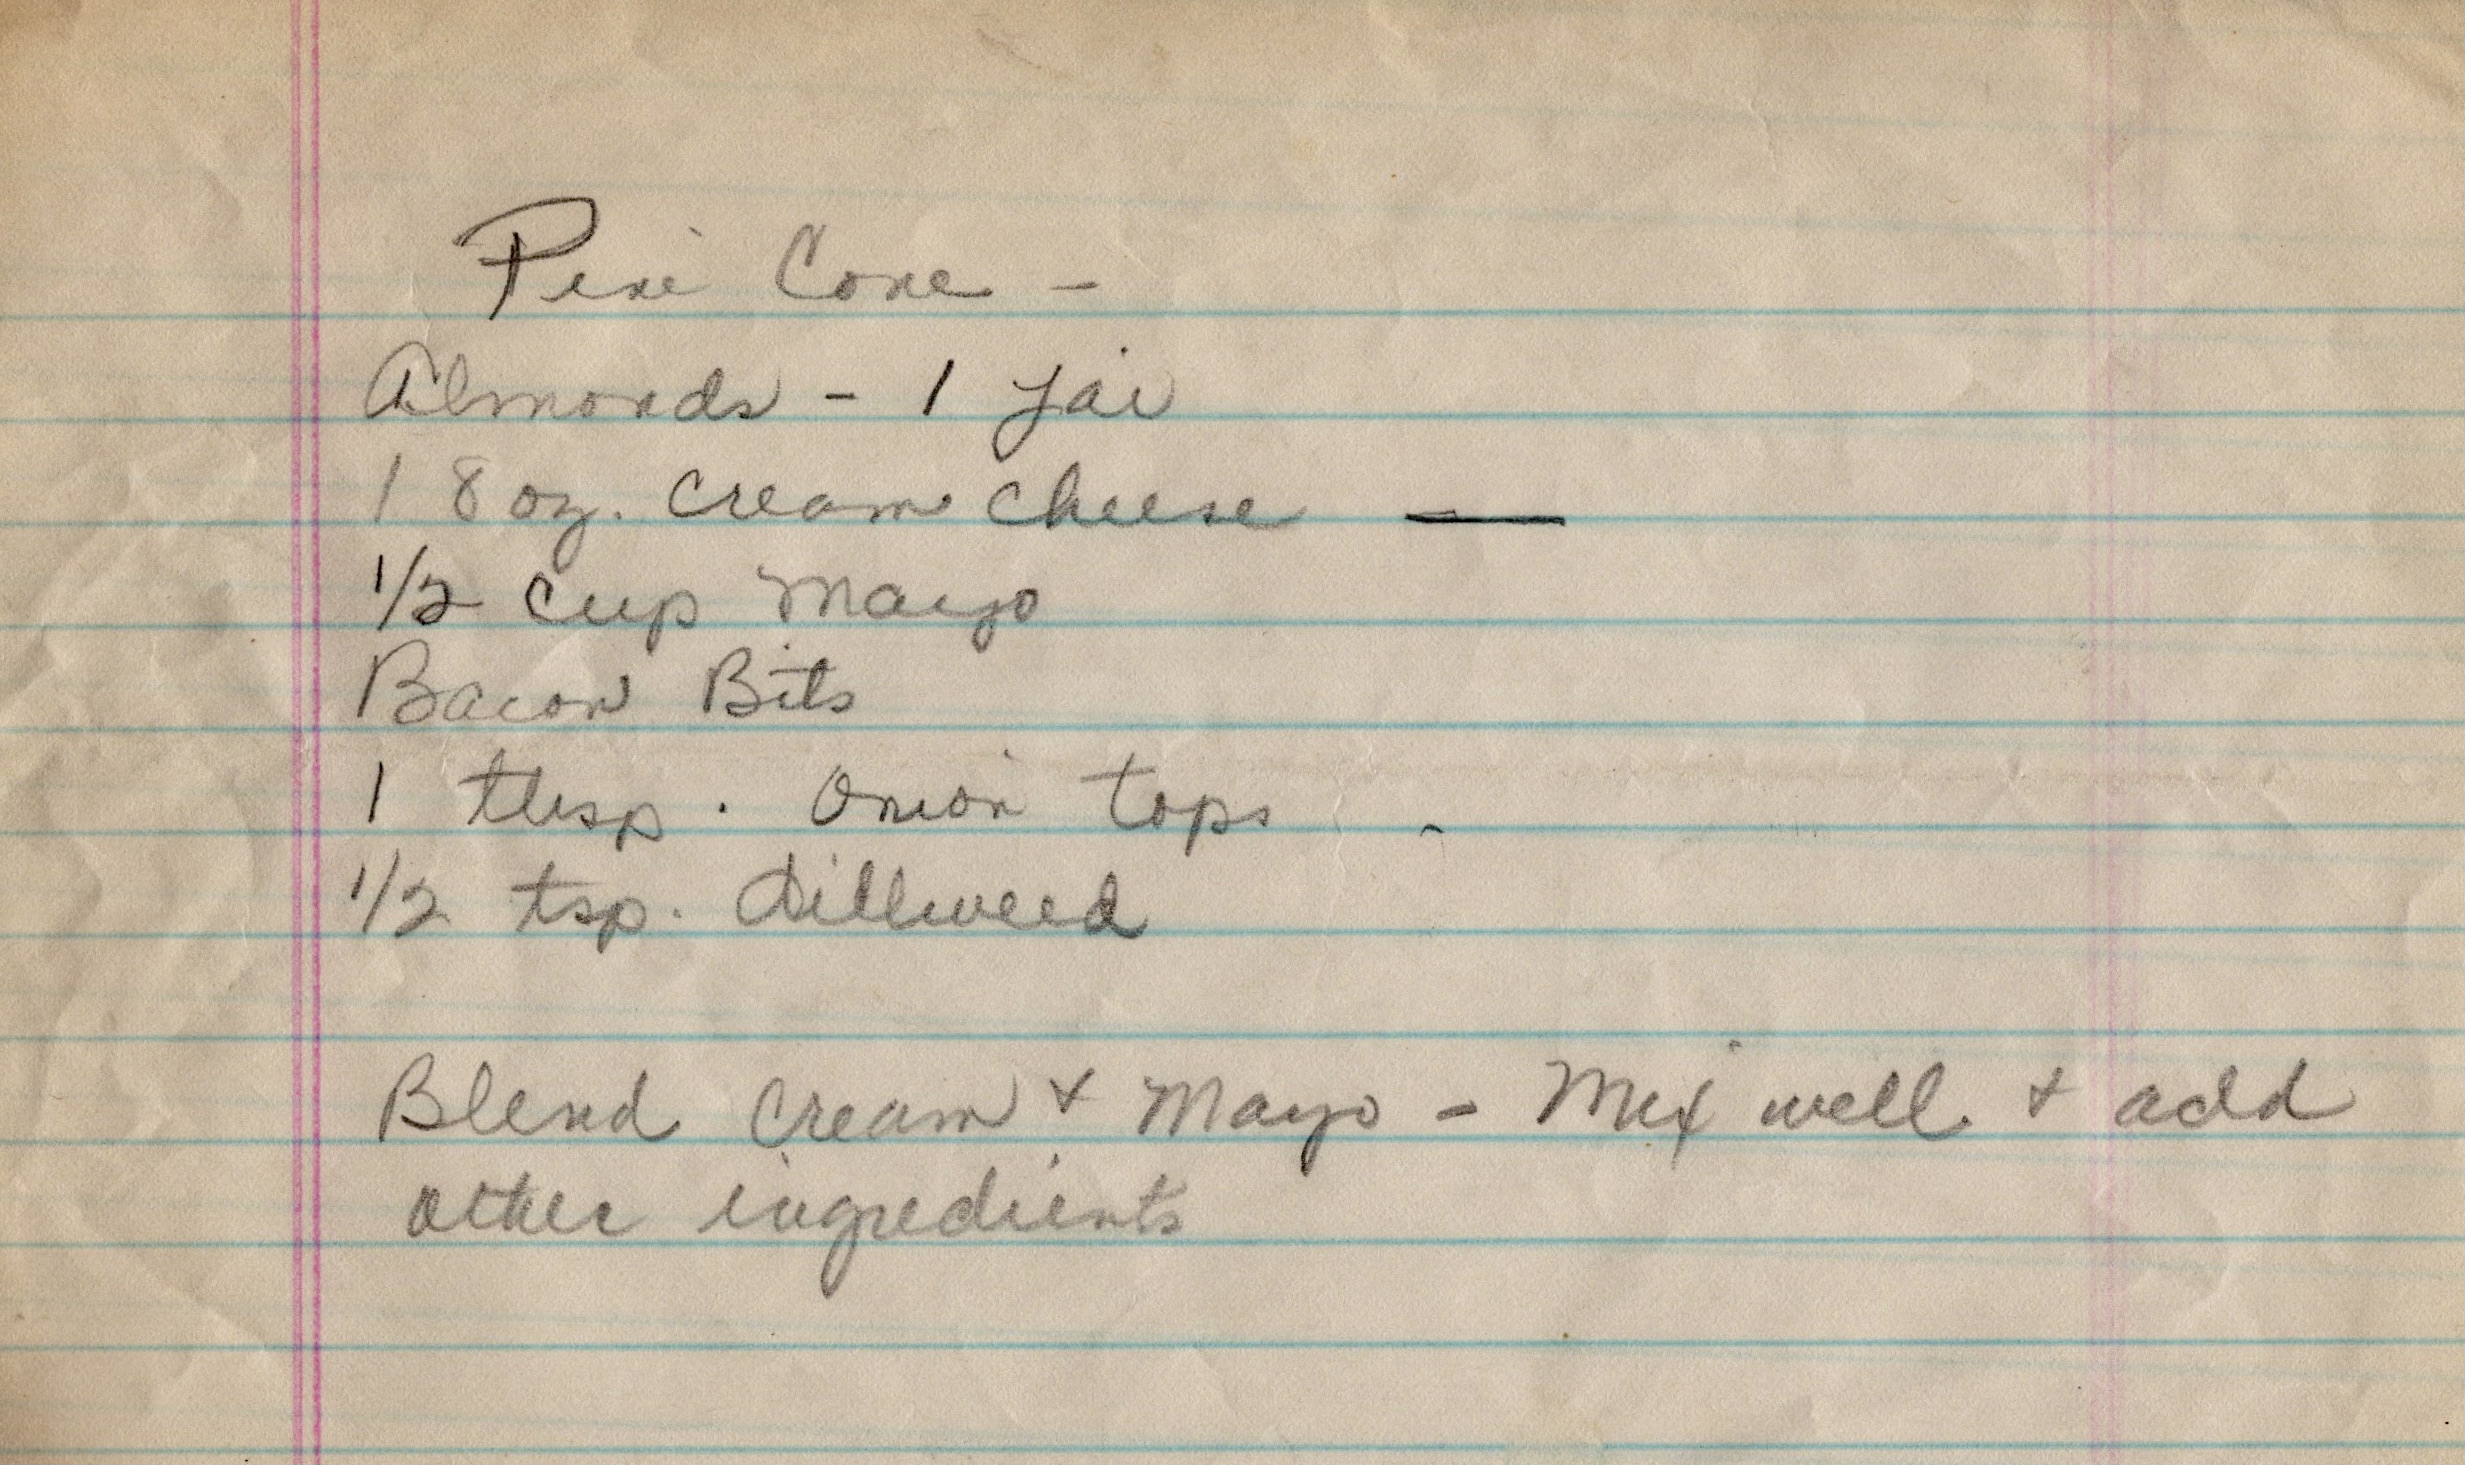 Pine Cone -
Almonds - 1 jar
1 8 oz. cream cheese —
1/2 cup Mayo
Bacon Bits
1 tbsp. Onion tops
1/2 tsp. dillweed
Blend cream + Mayo - Mix well + add
other ingredients